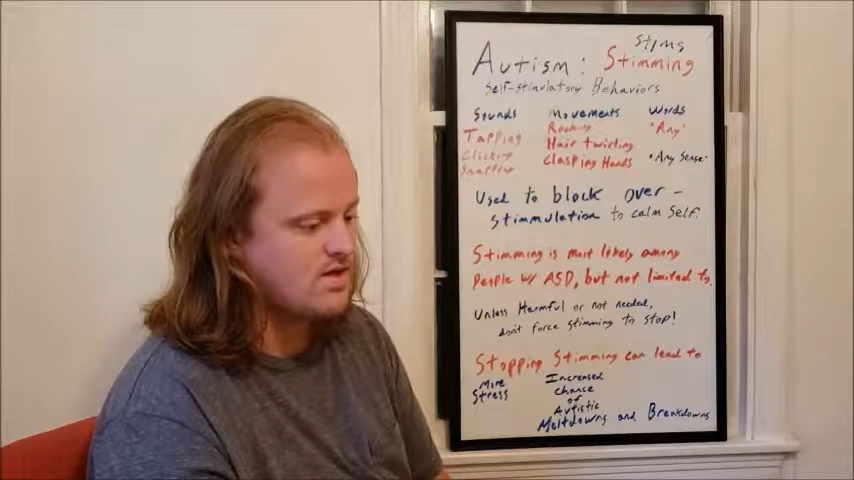 Stims
Autism: Stimming
Self-stimulatory Behaviors
Sounds Movements Words
Tapping Rocking "Any"
Clicking Hair twirling
Snapping Clasping Hands "Any Sense"
Used to block over-
stimmulation to calm self.
Stimming is most likely among
People w/ ASD, but not limited to.
Unless Harmful or not needed,
don't force stimming to stop!
Stopping Stimming can lead to
More Stress
Increased
chance
of
Autistic
Meltdowns and Breakdowns